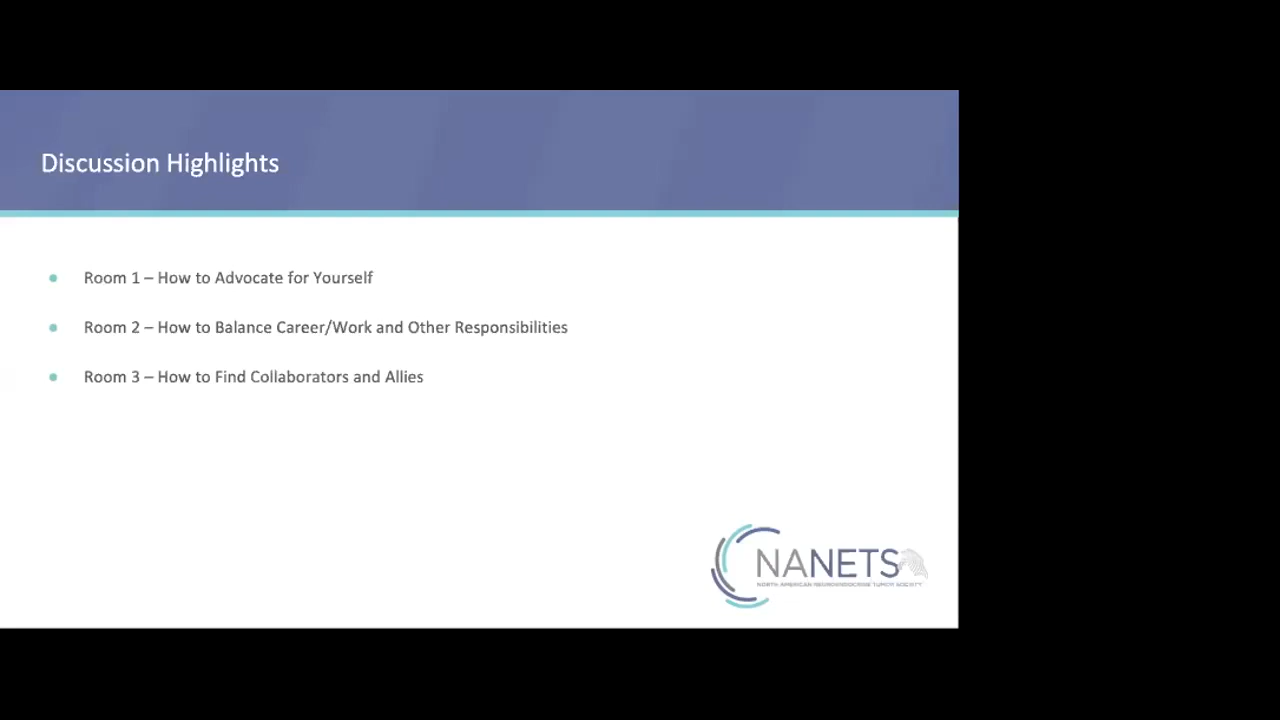 Discussion Highlights
Room 1 – How to Advocate for Yourself
Room 2 – How to Balance Career/Work and Other Responsibilities
Room 3 – How to Find Collaborators and Allies
NANETS
NORTH AMERICAN NEUROENDOCRINE TUMOR SOCIETY